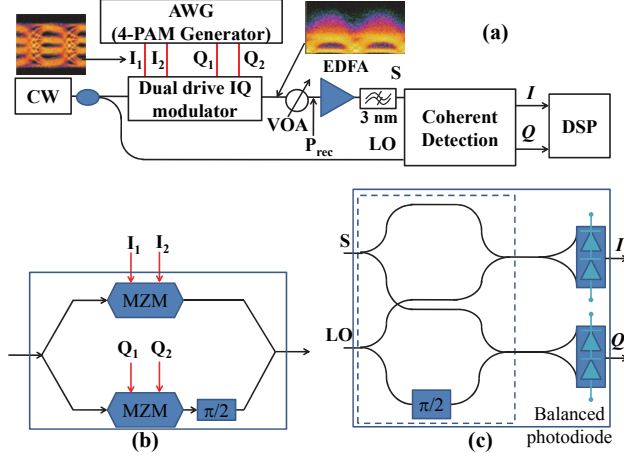 AWG
(4-PAM Generator)
(a)
I1 I2 Q1 Q2
EDFA
S
CW
Dual drive IQ
modulator
VOA
3 nm
Prec
LO
Coherent
Detection
I
Q
DSP
I1 I2
MZM
Q1 Q2
MZM
π/2
(b)
S
LO
π/2
I
Q
Balanced
photodiode
(c)